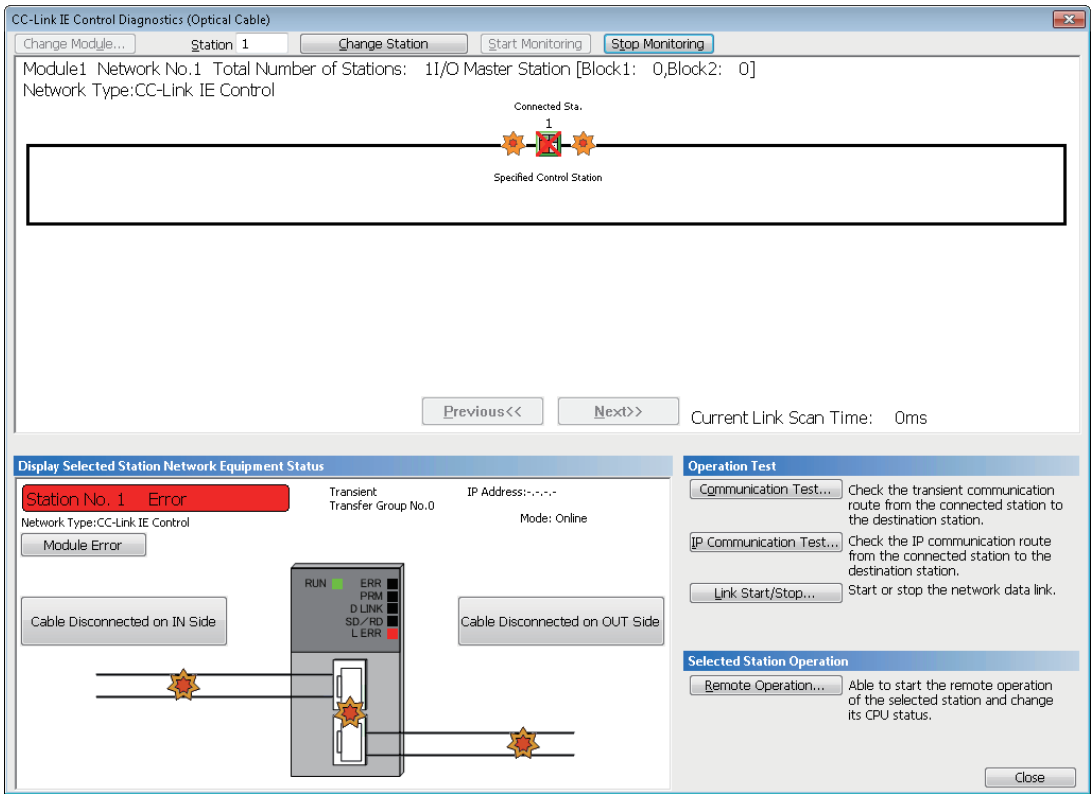 CC-Link IE Control Diagnostics (Optical Cable)
Change Module... Station 1 Change Station Start Monitoring Stop Monitoring
Module1 Network No.1 Total Number of Stations: 1I/O Master Station [Block1: 0,Block2: 0]
Network Type:CC-Link IE Control
Connected Sta.
1
Specified Control Station
Previous<< Next>> Current Link Scan Time: 0ms
Display Selected Station Network Equipment Status
Station No. 1 Error
Transient
Transfer Group No.0
IP Address:-.-.-.-
Mode: Online
Network Type:CC-Link IE Control
Module Error
RUN ERR
PRM
D LINK
SD/RD
L ERR
Cable Disconnected on IN Side
Cable Disconnected on OUT Side
Operation Test
Communication Test...
Check the transient communication
route from the connected station to
the destination station.
IP Communication Test...
Check the IP communication route
from the connected station to the
destination station.
Link Start/Stop...
Start or stop the network data link.
Selected Station Operation
Remote Operation...
Able to start the remote operation
of the selected station and change
its CPU status.
Close